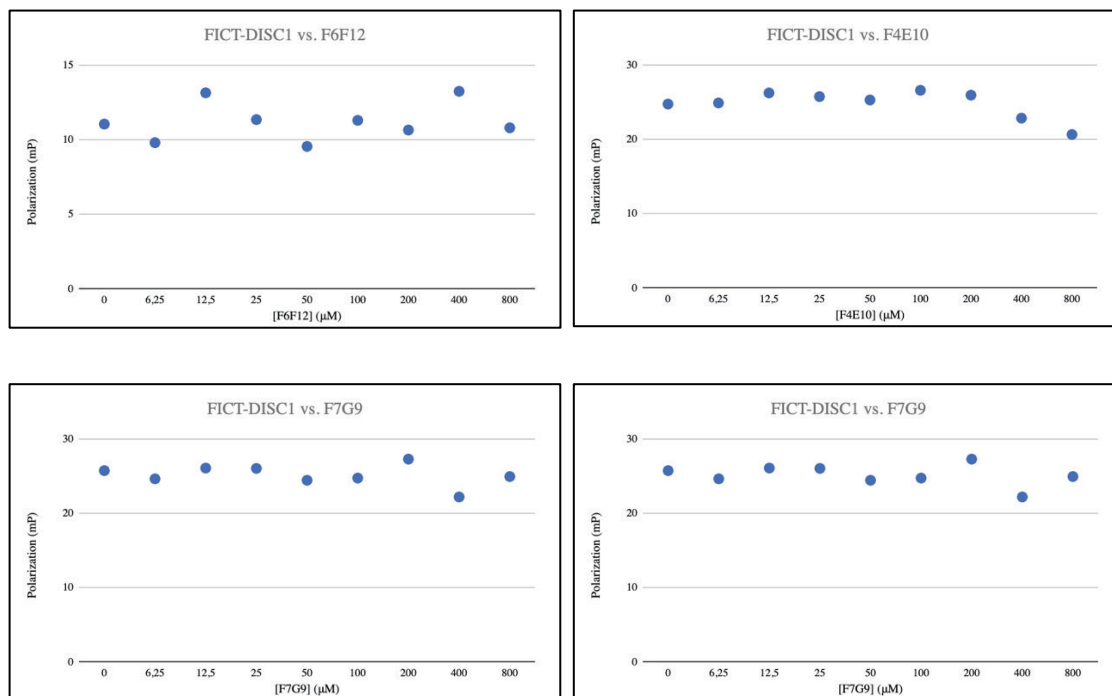 FICT-DISC1 vs. F6F12
Polarization (mP)
15
10
5
0
0 6,25 12,5 25 50 100 200 400 800
[F6F12] (μM)
FICT-DISC1 vs. F4E10
Polarization (mP)
30
20
10
0
0 6,25 12,5 25 50 100 200 400 800
[F4E10] (μM)
FICT-DISC1 vs. F7G9
Polarization (mP)
30
20
10
0
0 6,25 12,5 25 50 100 200 400 800
[F7G9] (μM)
FICT-DISC1 vs. F7G9
Polarization (mP)
30
20
10
0
0 6,25 12,5 25 50 100 200 400 800
[F7G9] (μM)